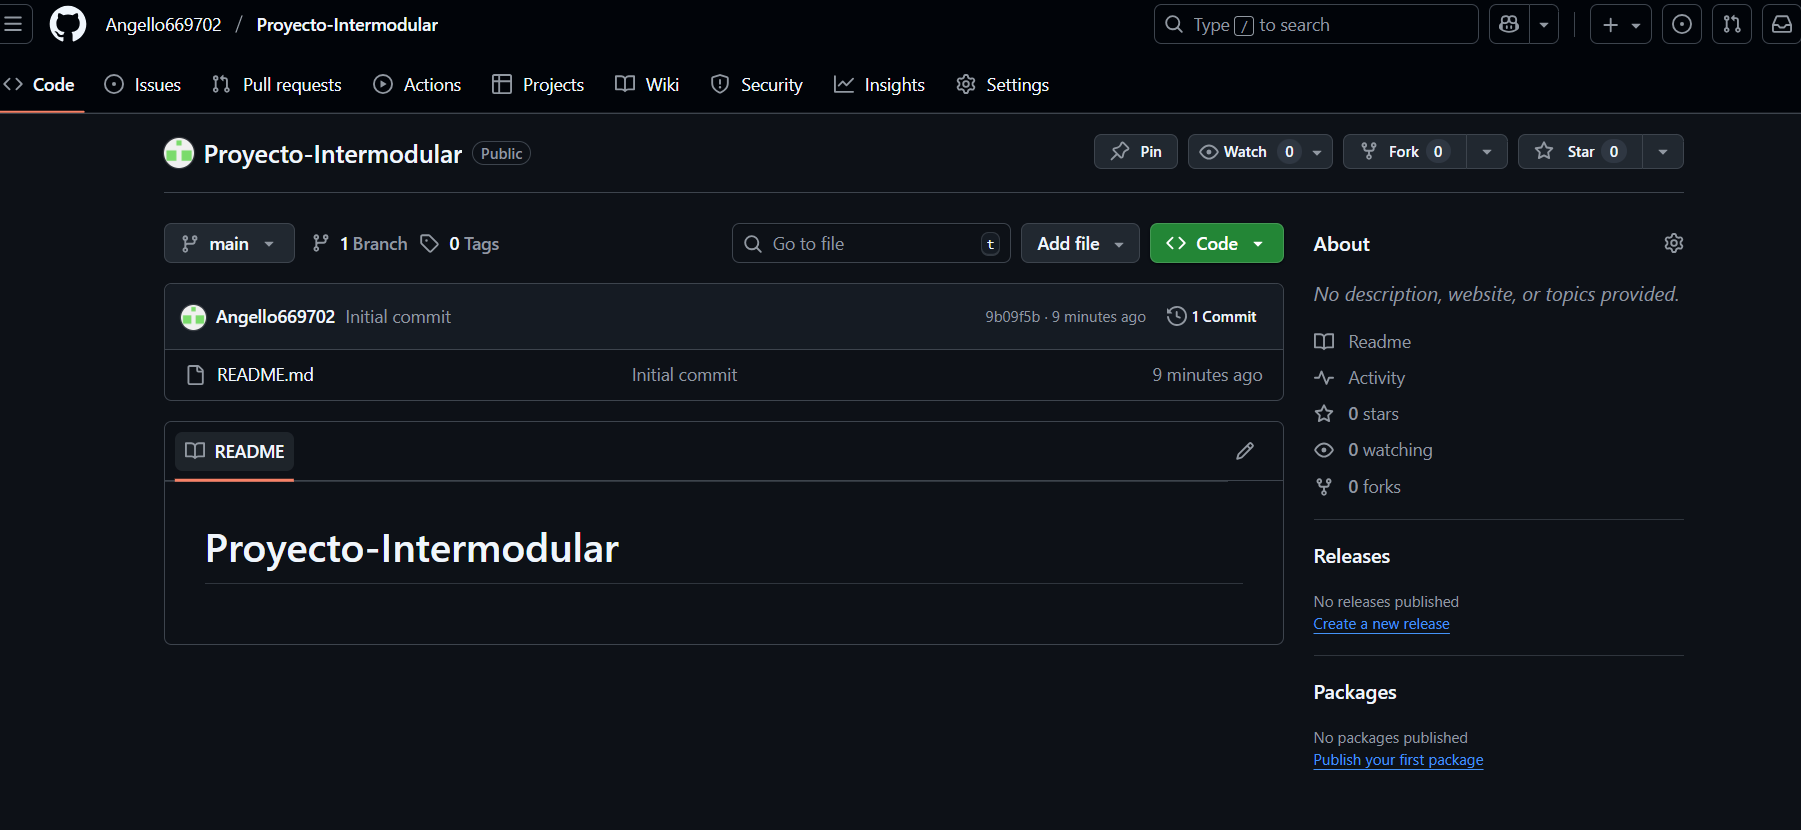 Angello669702 / Proyecto-Intermodular
Type / to search
Code Issues Pull requests Actions Projects Wiki Security Insights Settings
Proyecto-Intermodular Public
Pin Watch 0 Fork 0 Star 0
main 1 Branch 0 Tags Go to file t Add file Code
Angello669702 Initial commit 9b09f5b · 9 minutes ago 1 Commit
README.md Initial commit 9 minutes ago
README
Proyecto-Intermodular
About
No description, website, or topics provided.
Readme
Activity
0 stars
0 watching
0 forks
Releases
No releases published
Create a new release
Packages
No packages published
Publish your first package